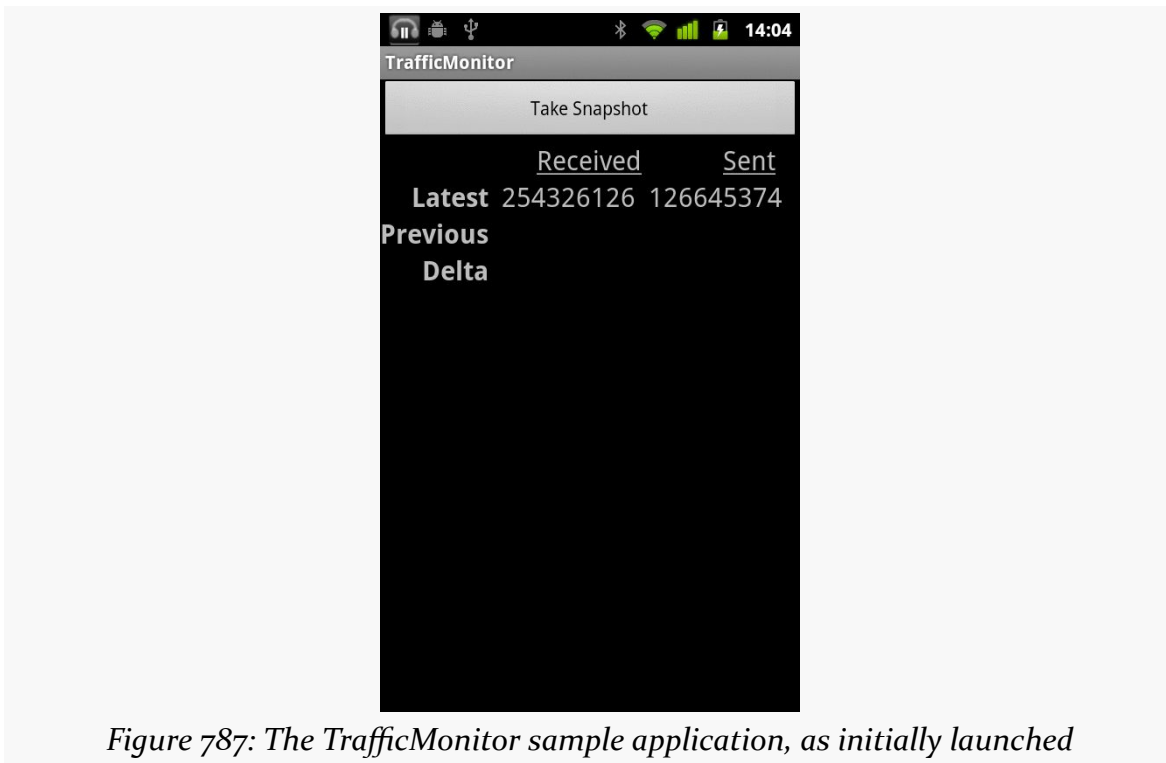 14:04
TrafficMonitor
Take Snapshot
Received Sent
Latest 254326126 126645374
Previous
Delta
Figure 787: The TrafficMonitor sample application, as initially launched